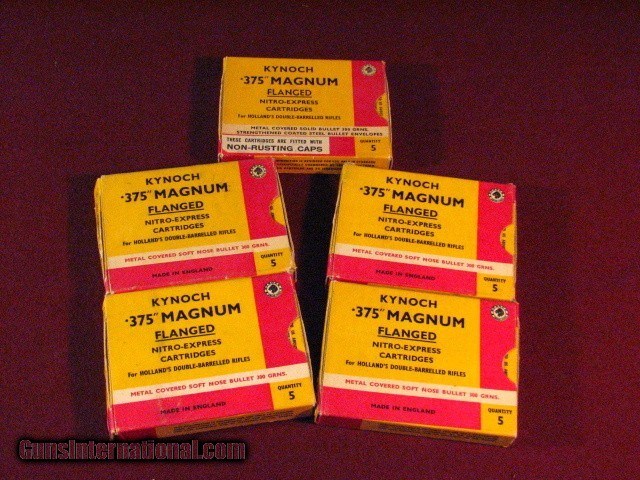 KYNOCH
·375" MAGNUM
FLANGED
NITRO-EXPRESS
CARTRIDGES
For HOLLAND'S DOUBLE-BARRELLED RIFLES
METAL COVERED SOLID BULLET 300 GRNS.
STRENGTHENED COATED STEEL BULLET ENVELOPES
THESE CARTRIDGES ARE FITTED WITH
NON-RUSTING CAPS
QUANTITY
5
KYNOCH
·375" MAGNUM
FLANGED
NITRO-EXPRESS
CARTRIDGES
For HOLLAND'S DOUBLE-BARRELLED RIFLES
METAL COVERED SOFT NOSE BULLET 300 GRNS.
MADE IN ENGLAND
QUANTITY
5
KYNOCH
·375" MAGNUM
FLANGED
NITRO-EXPRESS
CARTRIDGES
For HOLLAND'S DOUBLE-BARRELLED RIFLES
METAL COVERED SOFT NOSE BULLET 300 GRNS.
MADE IN ENGLAND
QUANTITY
5
KYNOCH
·375" MAGNUM
FLANGED
NITRO-EXPRESS
CARTRIDGES
For HOLLAND'S DOUBLE-BARRELLED RIFLES
METAL COVERED SOFT NOSE BULLET 300 GRNS.
MADE IN ENGLAND
QUANTITY
5
KYNOCH
·375" MAGNUM
FLANGED
NITRO-EXPRESS
CARTRIDGES
For HOLLAND'S DOUBLE-BARRELLED RIFLES
METAL COVERED SOFT NOSE BULLET 300 GRNS.
MADE IN ENGLAND
QUANTITY
5
GunsInternational.com